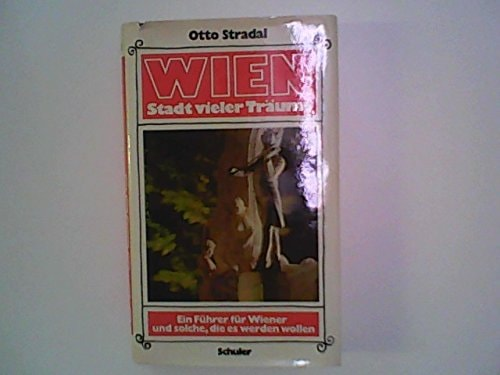 Otto Stradal
WIEN
Stadt vieler Träume
Ein Führer für Wiener
und solche, die es werden wollen
Schuler